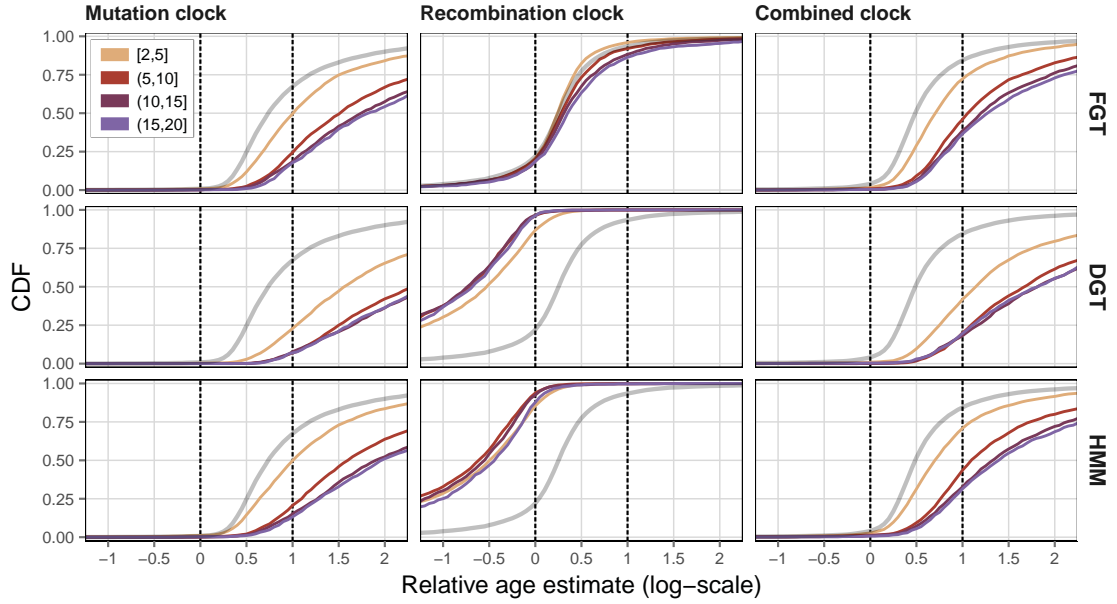 Mutation clock Recombination clock Combined clock
1.00
0.75
0.50
0.25
0.00
[2,5]
(5,10]
(10,15]
(15,20]
FGT
1.00
0.75
0.50
0.25
0.00
DGT
CDF
1.00
0.75
0.50
0.25
0.00
HMM
−1 −0.5 0 0.5 1 1.5 2 −1 −0.5 0 0.5 1 1.5 2 −1 −0.5 0 0.5 1 1.5 2
Relative age estimate (log−scale)